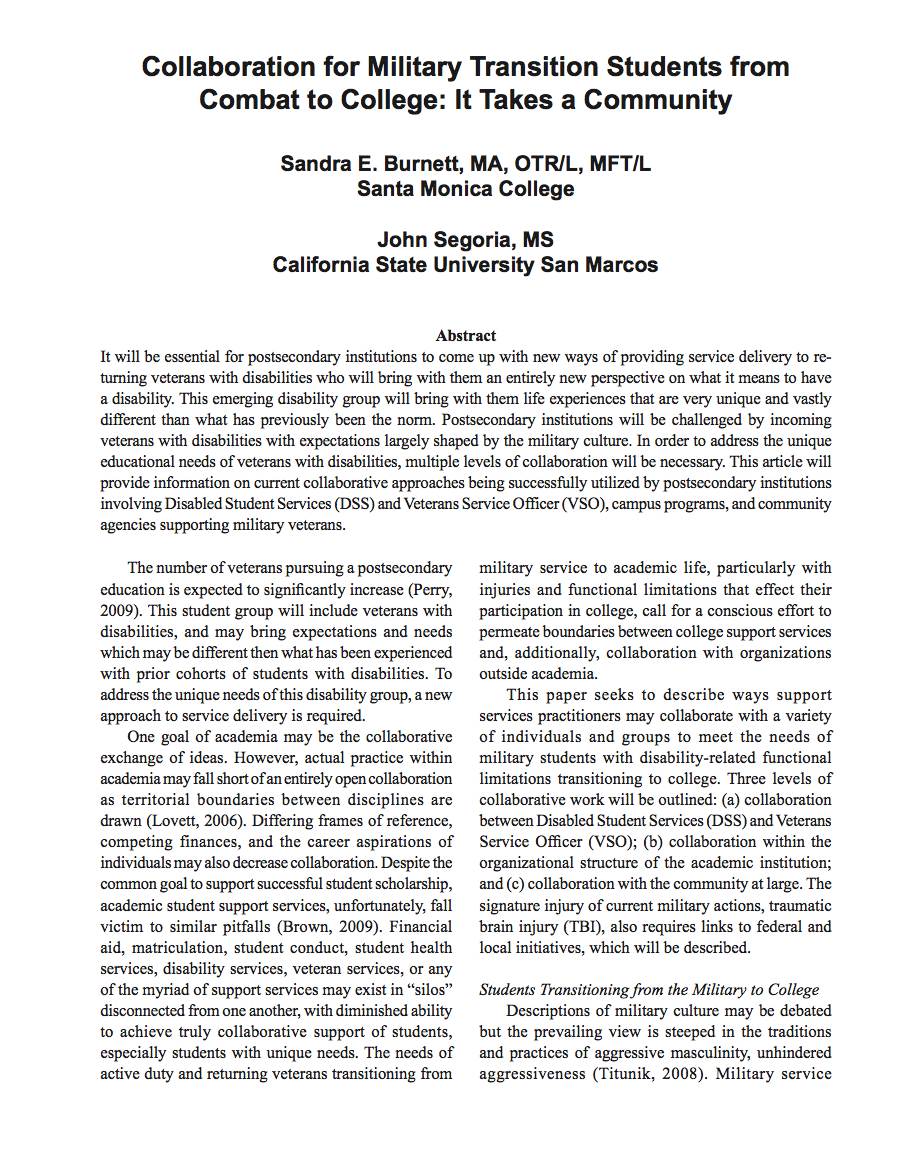 Collaboration for Military Transition Students from
Combat to College: It Takes a Community
Sandra E. Burnett, MA, OTR/L, MFT/L
Santa Monica College
John Segoria, MS
California State University San Marcos
Abstract
It will be essential for postsecondary institutions to come up with new ways of providing service delivery to re-
turning veterans with disabilities who will bring with them an entirely new perspective on what it means to have
a disability. This emerging disability group will bring with them life experiences that are very unique and vastly
different than what has previously been the norm. Postsecondary institutions will be challenged by incoming
veterans with disabilities with expectations largely shaped by the military culture. In order to address the unique
educational needs of veterans with disabilities, multiple levels of collaboration will be necessary. This article will
provide information on current collaborative approaches being successfully utilized by postsecondary institutions
involving Disabled Student Services (DSS) and Veterans Service Officer (VSO), campus programs, and community
agencies supporting military veterans.
The number of veterans pursuing a postsecondary
education is expected to significantly increase (Perry,
2009). This student group will include veterans with
disabilities, and may bring expectations and needs
which may be different then what has been experienced
with prior cohorts of students with disabilities. To
address the unique needs of this disability group, a new
approach to service delivery is required.
One goal of academia may be the collaborative
exchange of ideas. However, actual practice within
academia may fall short of an entirely open collaboration
as territorial boundaries between disciplines are
drawn (Lovett, 2006). Differing frames of reference,
competing finances, and the career aspirations of
individuals may also decrease collaboration. Despite the
common goal to support successful student scholarship,
academic student support services, unfortunately, fall
victim to similar pitfalls (Brown, 2009). Financial
aid, matriculation, student conduct, student health
services, disability services, veteran services, or any
of the myriad of support services may exist in “silos”
disconnected from one another, with diminished ability
to achieve truly collaborative support of students,
especially students with unique needs. The needs of
active duty and returning veterans transitioning from
military service to academic life, particularly with
injuries and functional limitations that effect their
participation in college, call for a conscious effort to
permeate boundaries between college support services
and, additionally, collaboration with organizations
outside academia.
This paper seeks to describe ways support
services practitioners may collaborate with a variety
of individuals and groups to meet the needs of
military students with disability-related functional
limitations transitioning to college. Three levels of
collaborative work will be outlined: (a) collaboration
between Disabled Student Services (DSS) and Veterans
Service Officer (VSO); (b) collaboration within the
organizational structure of the academic institution;
and (c) collaboration with the community at large. The
signature injury of current military actions, traumatic
brain injury (TBI), also requires links to federal and
local initiatives, which will be described.
Students Transitioning from the Military to College
Descriptions of military culture may be debated
but the prevailing view is steeped in the traditions
and practices of aggressive masculinity, unhindered
aggressiveness (Titunik, 2008). Military service